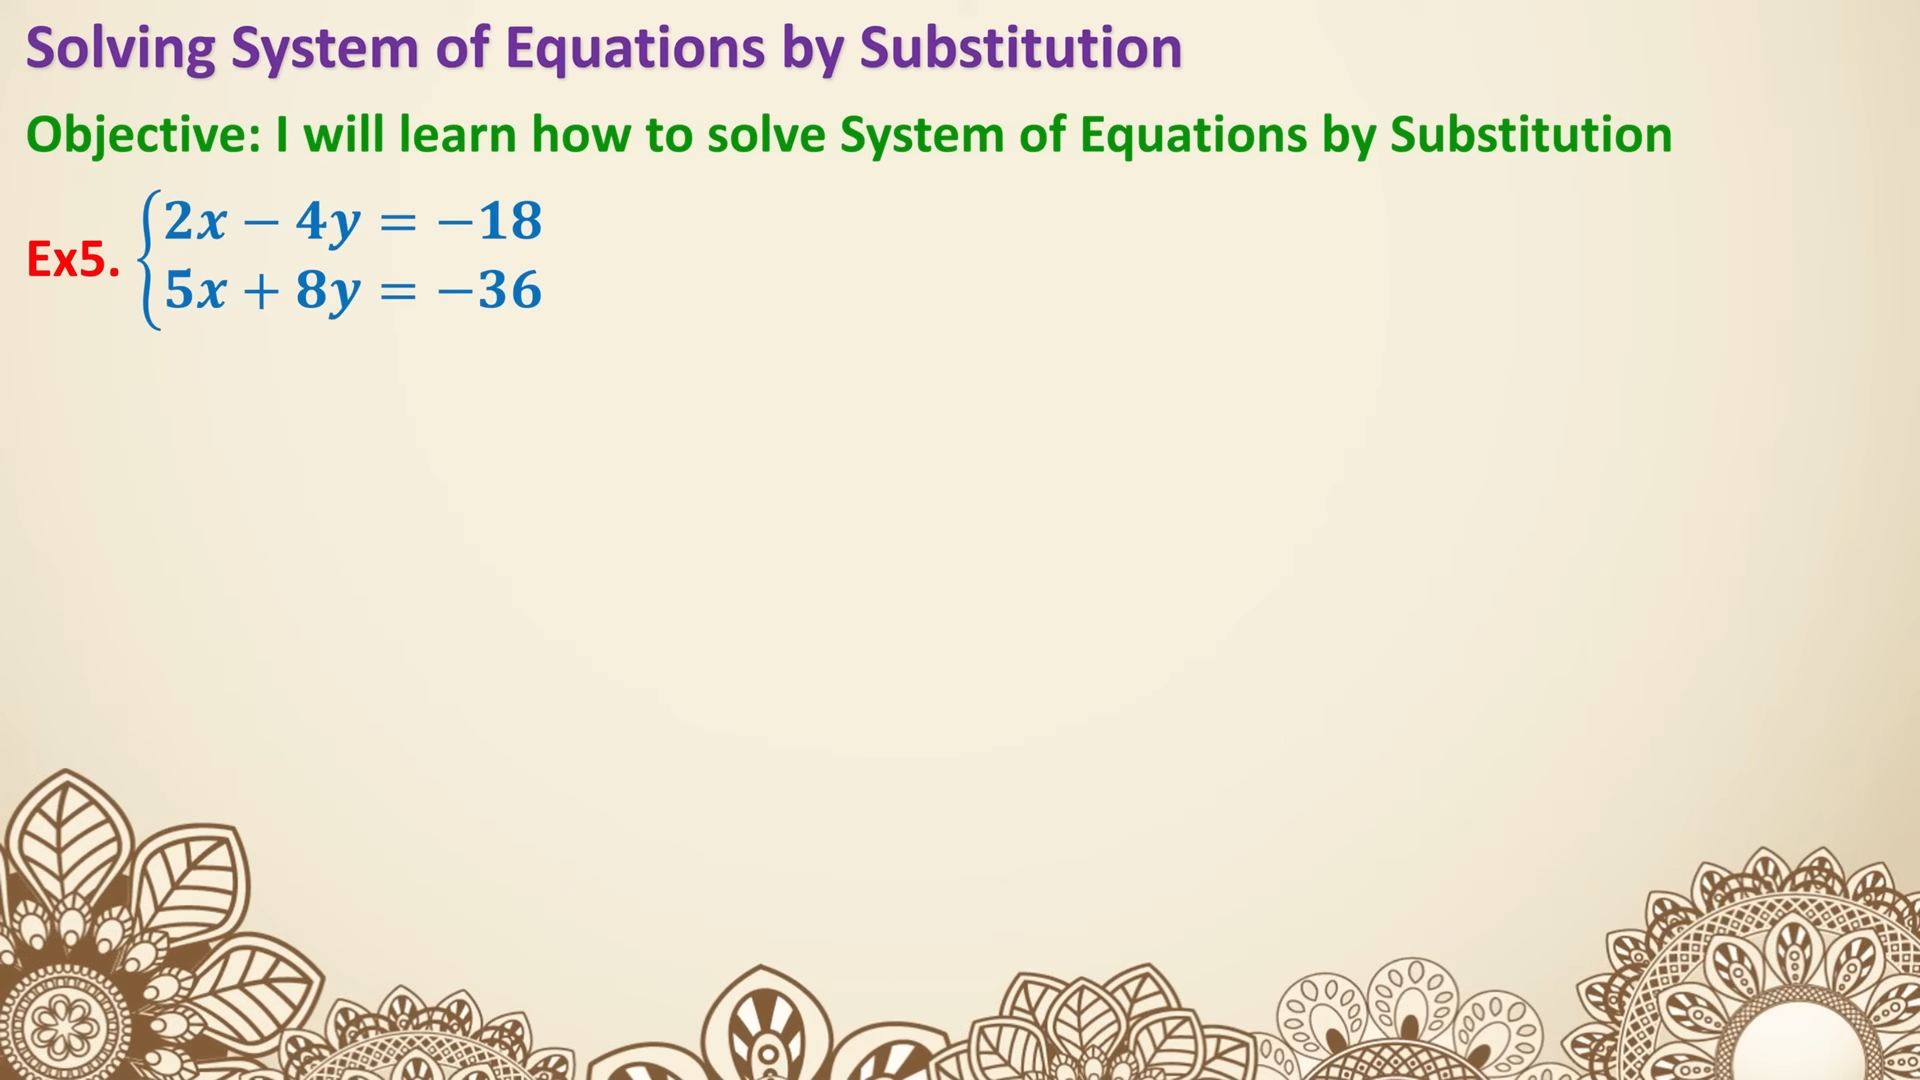 Solving System of Equations by Substitution
Objective: I will learn how to solve System of Equations by Substitution
Ex5. {2x − 4y = −18
5x + 8y = −36